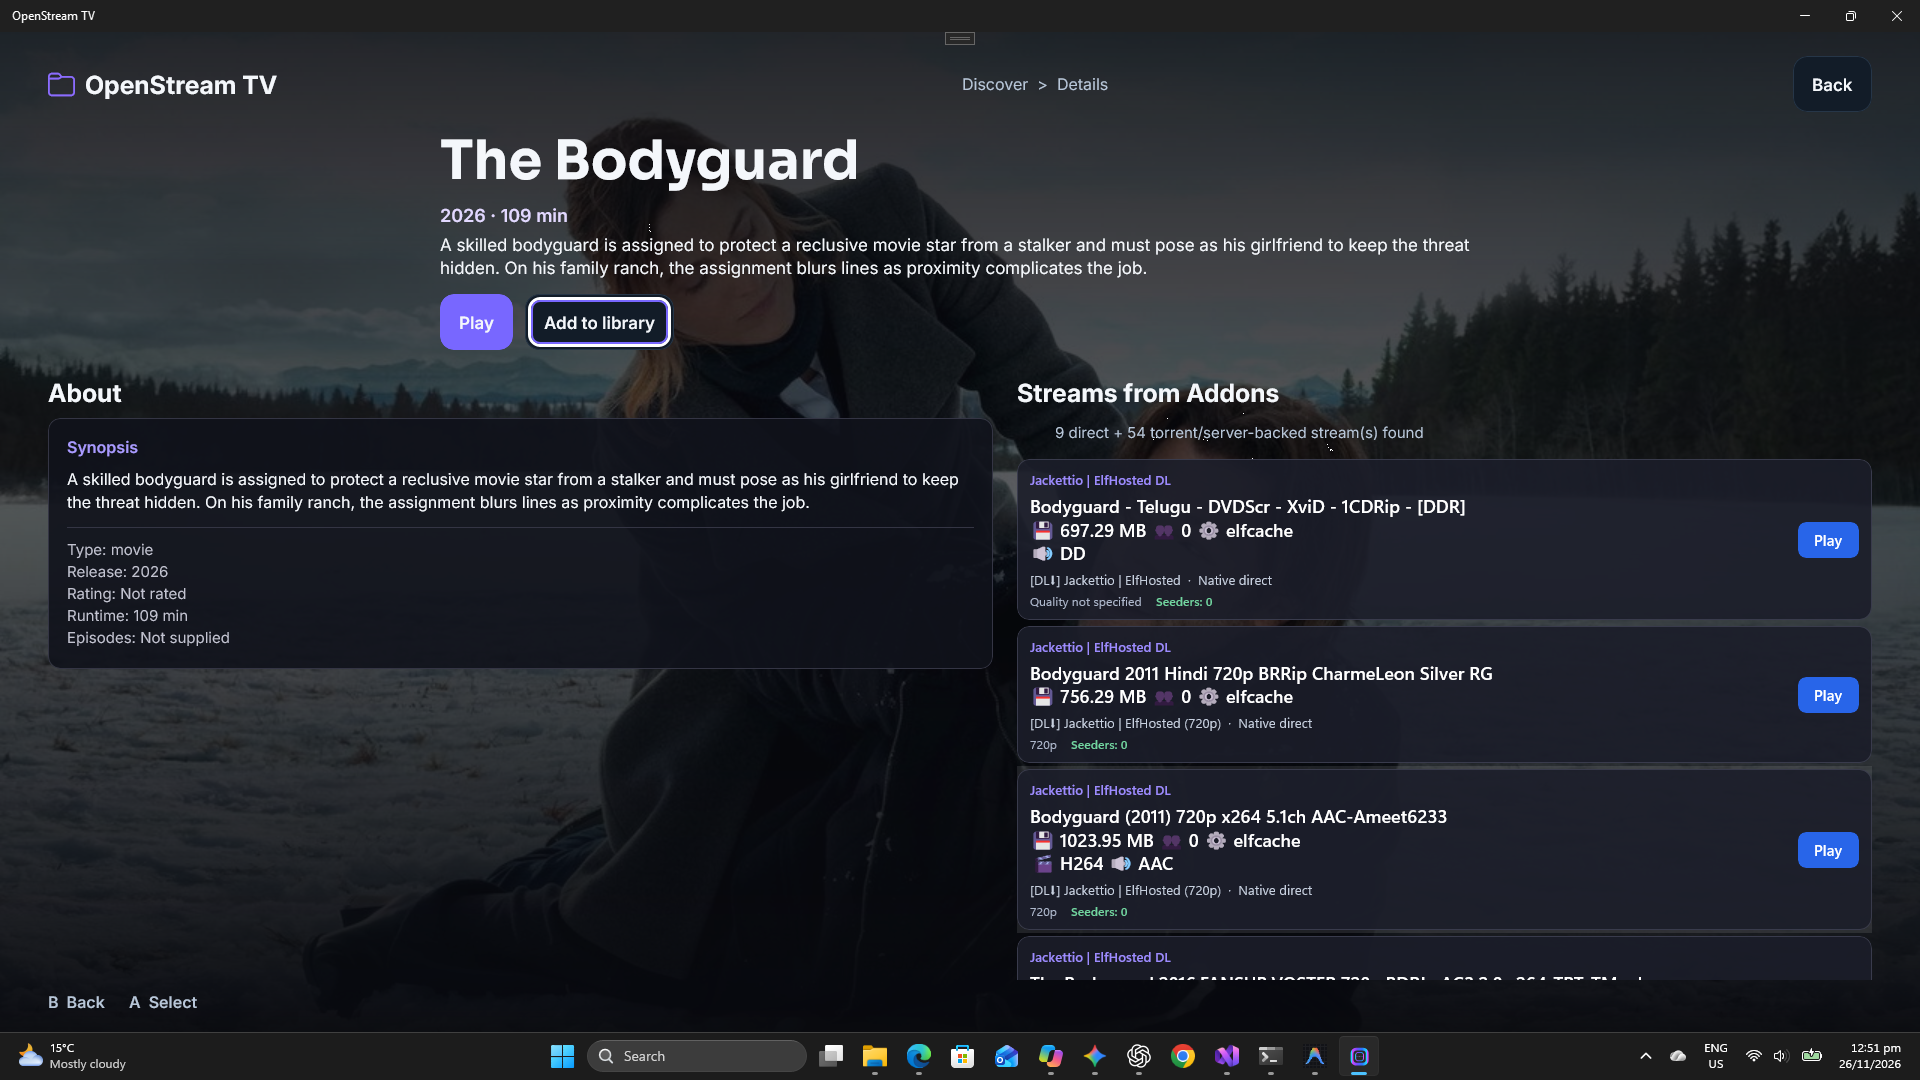 OpenStream TV
OpenStream TV
Discover > Details
Back
The Bodyguard
2026 · 109 min
A skilled bodyguard is assigned to protect a reclusive movie star from a stalker and must pose as his girlfriend to keep the threat
hidden. On his family ranch, the assignment blurs lines as proximity complicates the job.
Play
Add to library
About
Synopsis
A skilled bodyguard is assigned to protect a reclusive movie star from a stalker and must pose as his girlfriend to keep
the threat hidden. On his family ranch, the assignment blurs lines as proximity complicates the job.
Type: movie
Release: 2026
Rating: Not rated
Runtime: 109 min
Episodes: Not supplied
Streams from Addons
9 direct + 54 torrent/server-backed stream(s) found
Jackettio | ElfHosted DL
Bodyguard - Telugu - DVDScr - XviD - 1CDRip - [DDR]
💾 697.29 MB 👥 0 ⚙️ elfcache
🔊 DD
[DL⬇] Jackettio | ElfHosted · Native direct
Quality not specified Seeders: 0
Play
Jackettio | ElfHosted DL
Bodyguard 2011 Hindi 720p BRRip CharmeLeon Silver RG
💾 756.29 MB 👥 0 ⚙️ elfcache
[DL⬇] Jackettio | ElfHosted (720p) · Native direct
720p Seeders: 0
Play
Jackettio | ElfHosted DL
Bodyguard (2011) 720p x264 5.1ch AAC-Ameet6233
💾 1023.95 MB 👥 0 ⚙️ elfcache
🎬 H264 🔊 AAC
[DL⬇] Jackettio | ElfHosted (720p) · Native direct
720p Seeders: 0
Play
Jackettio | ElfHosted DL
B Back A Select
15°C
Mostly cloudy
Search
ENG
US
12:51 pm
26/11/2026